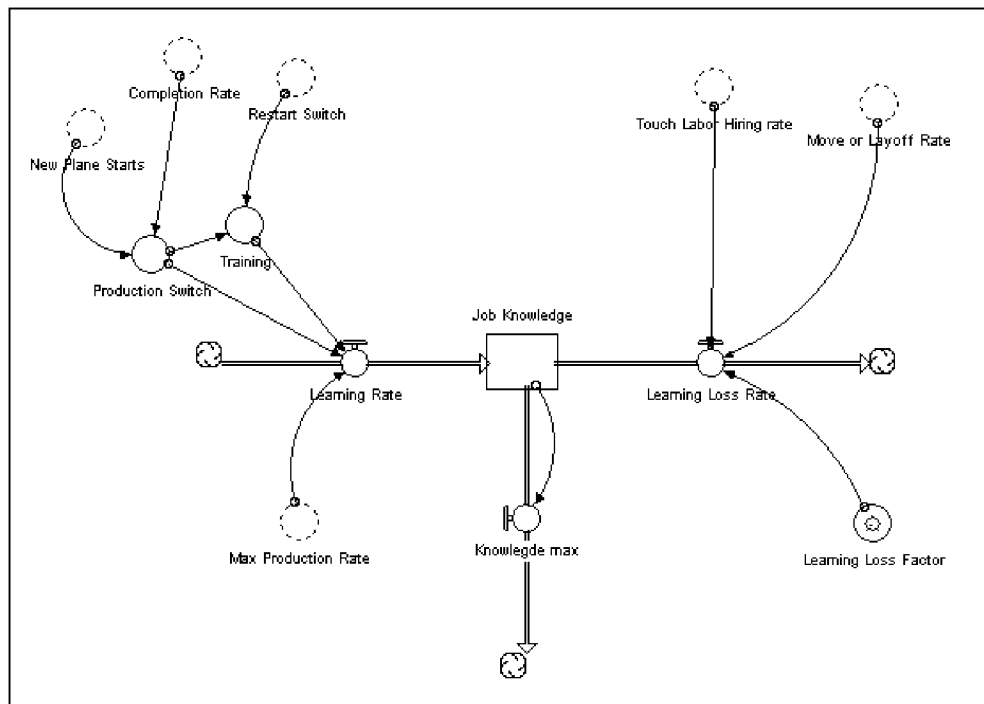 Completion Rate
Restart Switch
Touch Labor Hiring rate
Move or Layoff Rate
New Plane Starts
Training
Production Switch
Job Knowledge
Learning Rate
Learning Loss Rate
Max Production Rate
Knowlegde max
Learning Loss Factor